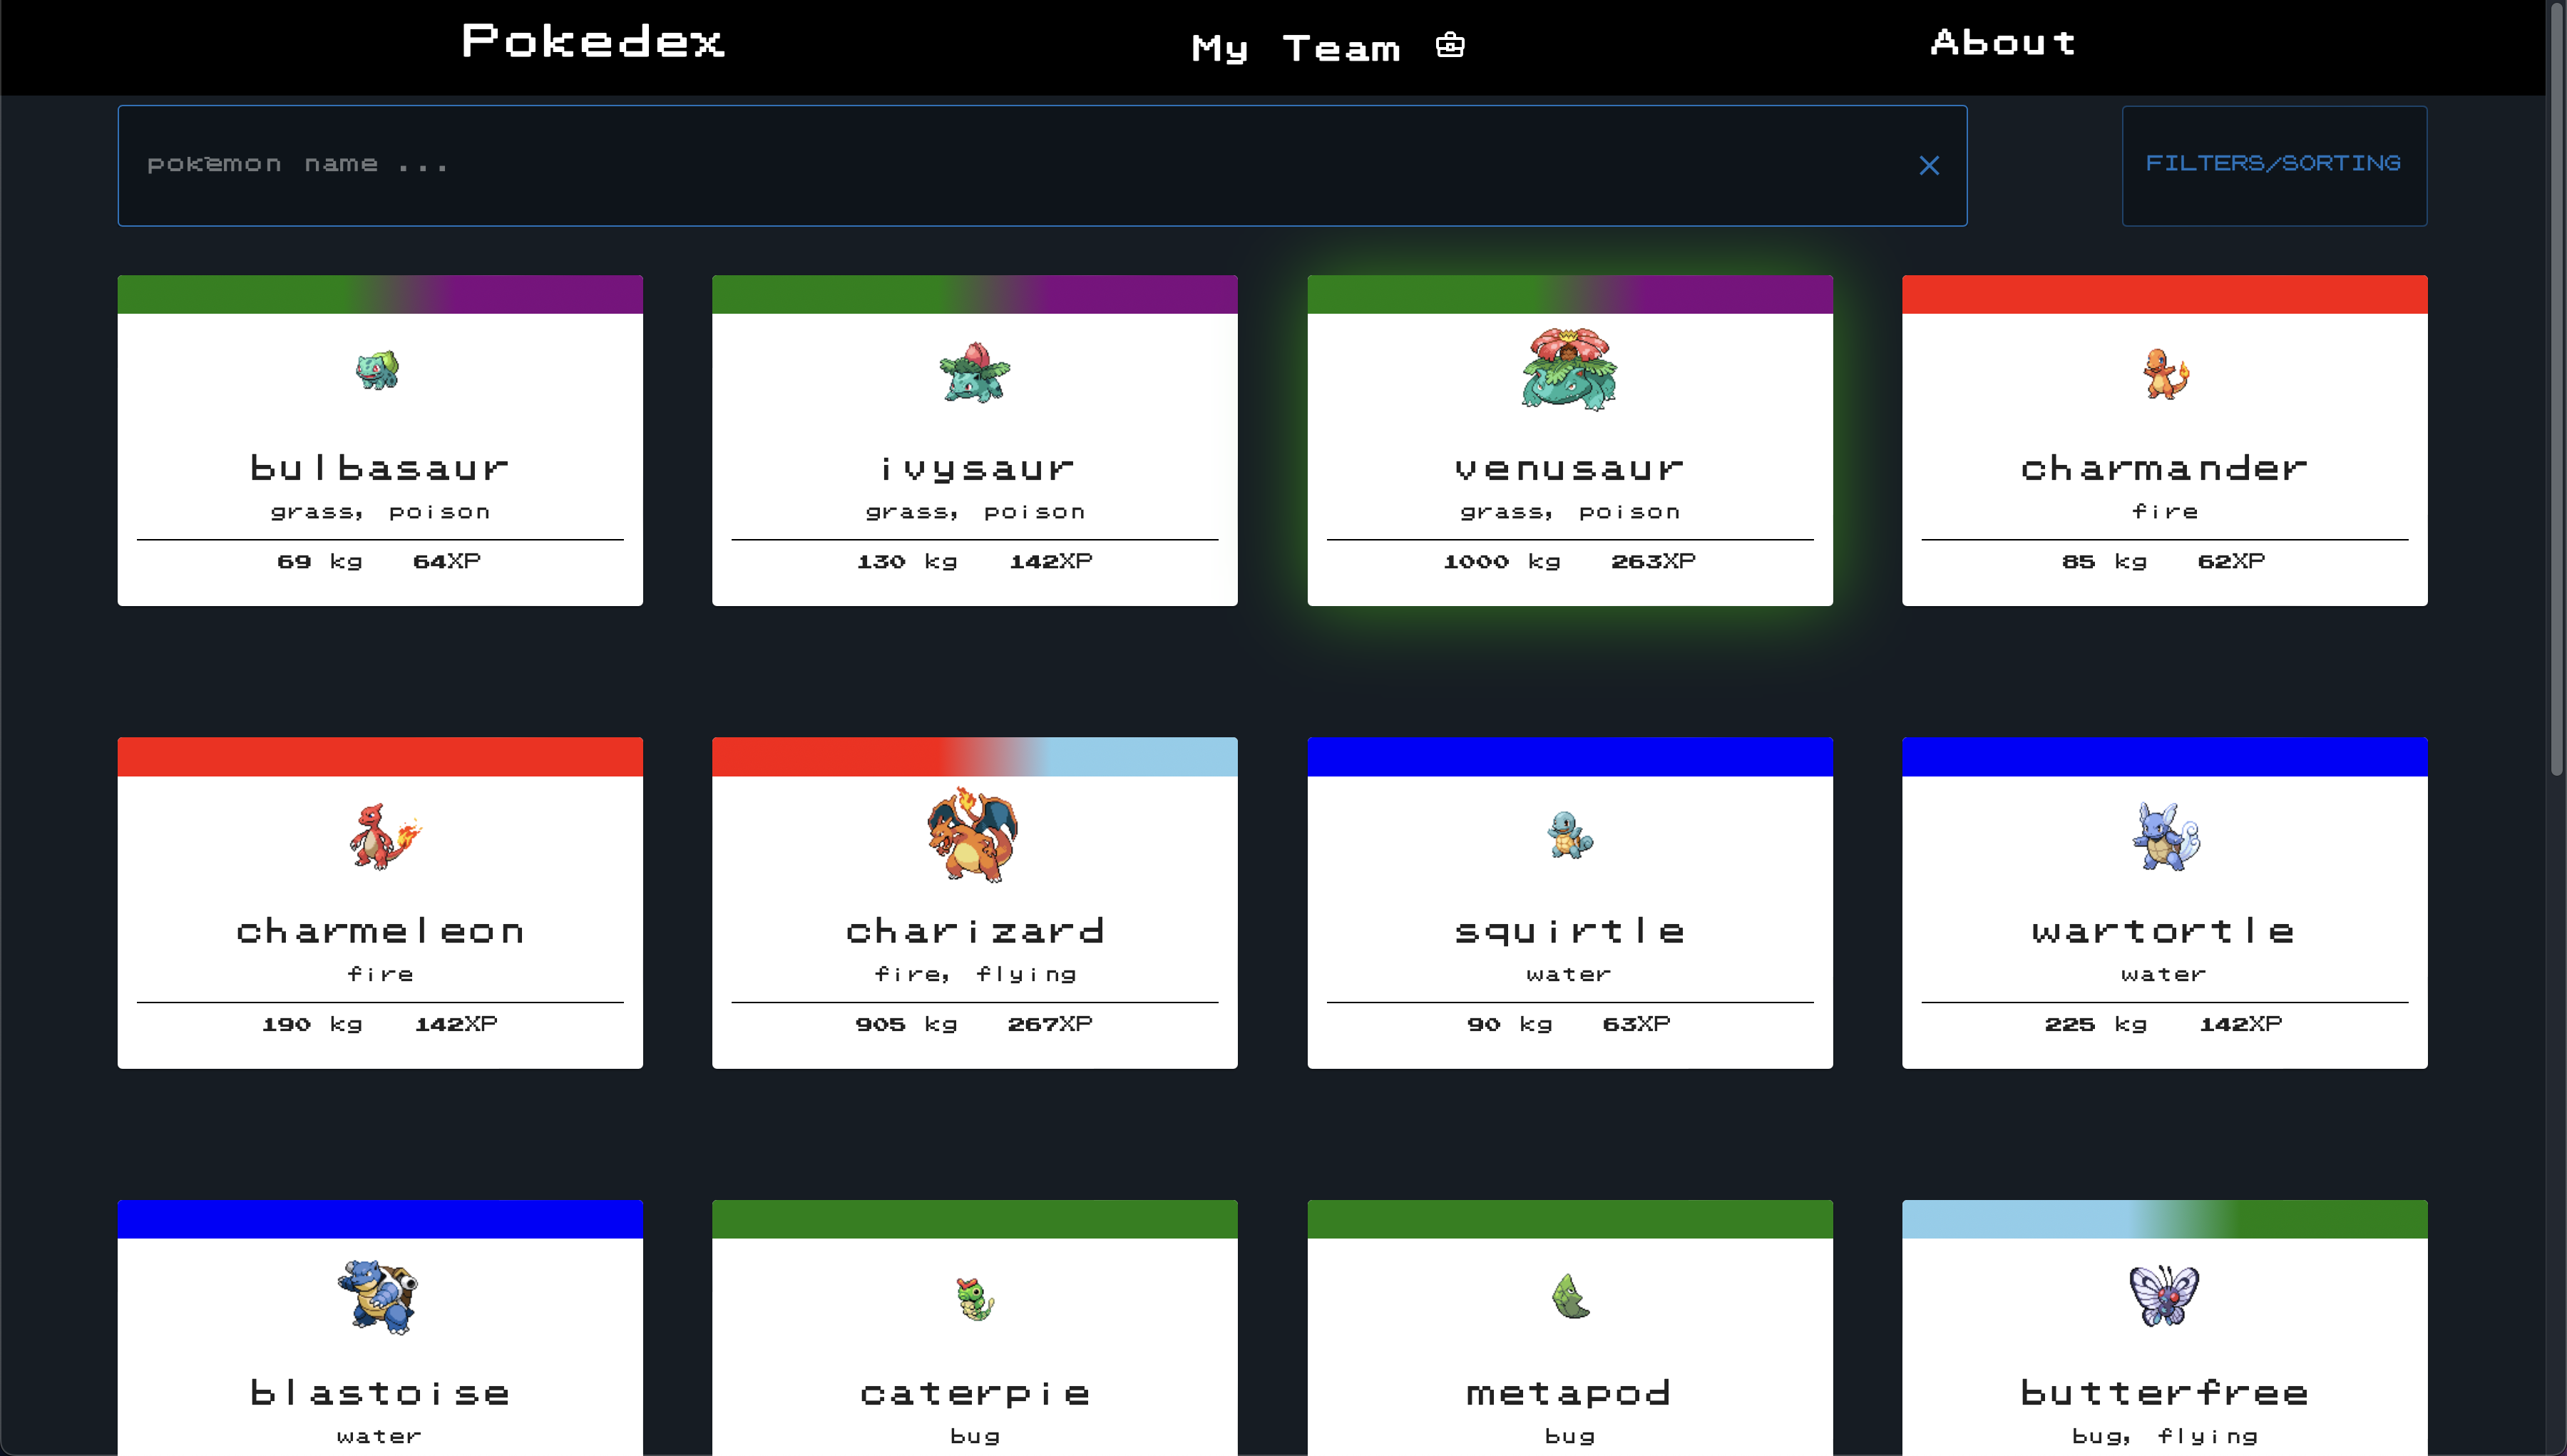 Pokedex
My Team
About
pokemon name ...
FILTERS/SORTING
bulbasaur
grass, poison
69 kg 64XP
ivysaur
grass, poison
130 kg 142XP
venusaur
grass, poison
1000 kg 263XP
charmander
fire
85 kg 62XP
charmeleon
fire
190 kg 142XP
charizard
fire, flying
905 kg 267XP
squirtle
water
90 kg 63XP
wartortle
water
225 kg 142XP
blastoise
water
caterpie
bug
metapod
bug
butterfree
bug, flying